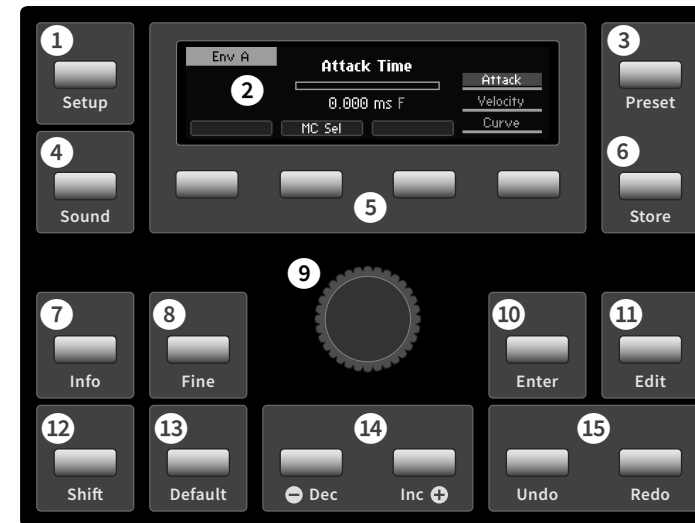 1
Setup
Env A
2
Attack Time
0.000 ms F
MC Sel
Attack
Velocity
Curve
3
Preset
4
Sound
5
6
Store
7
Info
8
Fine
9
10
Enter
11
Edit
12
Shift
13
Default
14
− Dec
Inc +
15
Undo
Redo